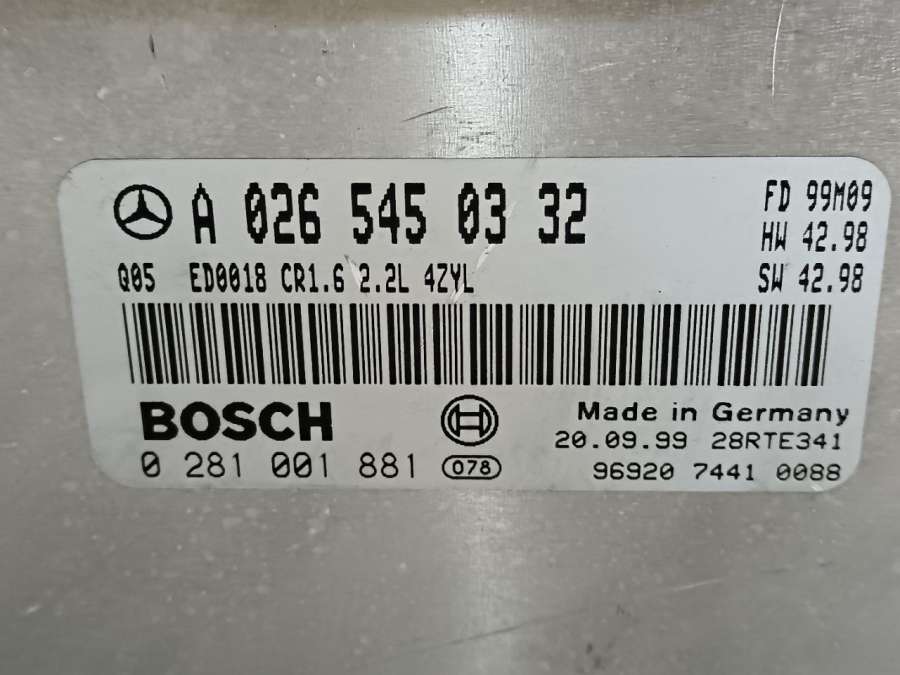 A 026 545 03 32
FD 99M09
HW 42.98
Q05 ED0018 CR1.6 2.2L 4ZYL
SW 42.98
BOSCH
Made in Germany
20.09.99 28RTE341
0 281 001 881 078
96920 7441 0088